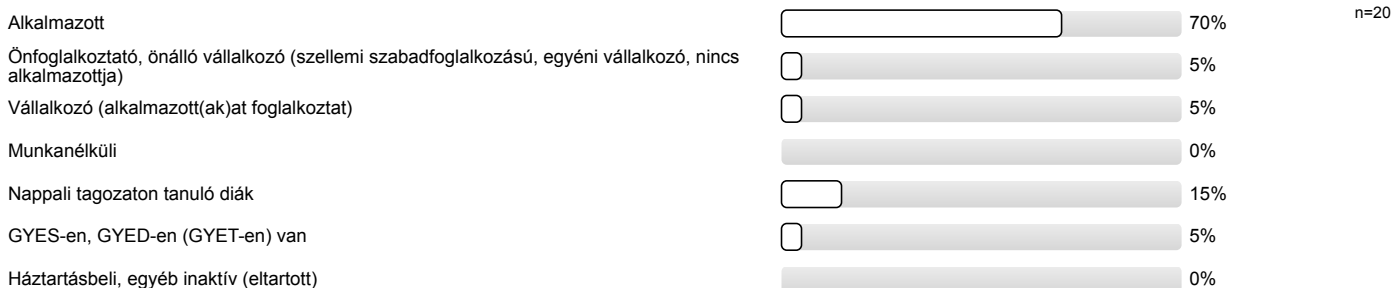 Alkalmazott 70% n=20
Önfoglalkoztató, önálló vállalkozó (szellemi szabadfoglalkozású, egyéni vállalkozó, nincs
alkalmazottja) 5%
Vállalkozó (alkalmazott(ak)at foglalkoztat) 5%
Munkanélküli 0%
Nappali tagozaton tanuló diák 15%
GYES-en, GYED-en (GYET-en) van 5%
Háztartásbeli, egyéb inaktív (eltartott) 0%